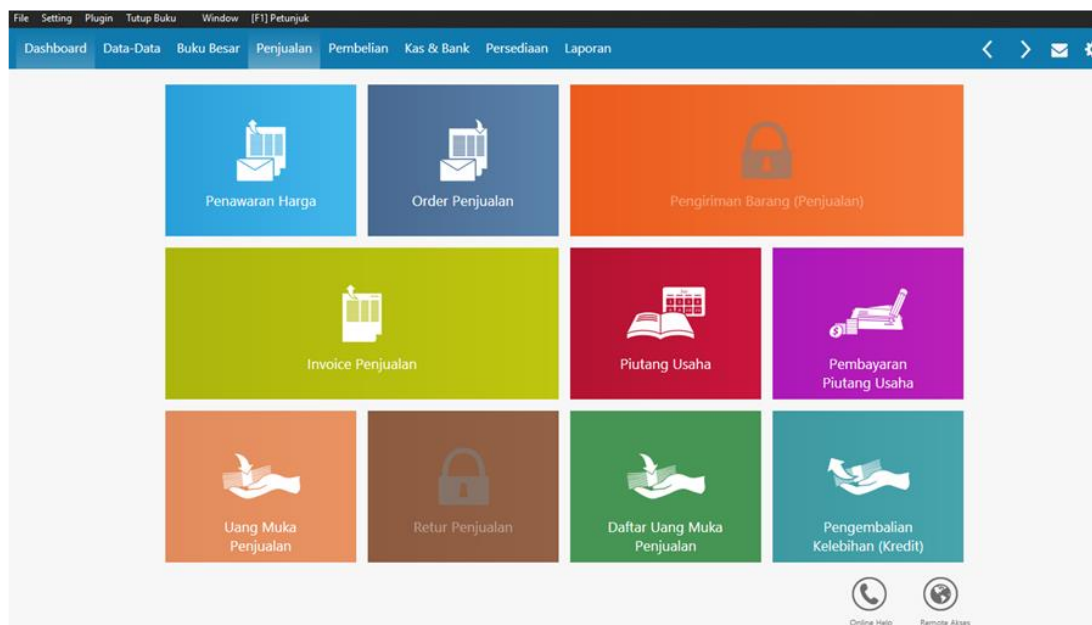 File Setting Plugin Tutup Buku Window [F1] Petunjuk
Dashboard Data-Data Buku Besar Penjualan Pembelian Kas & Bank Persediaan Laporan
Penawaran Harga
Order Penjualan
Pengiriman Barang (Penjualan)
Invoice Penjualan
Piutang Usaha
Pembayaran
Piutang Usaha
Uang Muka
Penjualan
Retur Penjualan
Daftar Uang Muka
Penjualan
Pengembalian
Kelebihan (Kredit)
Online Help
Remote Akses